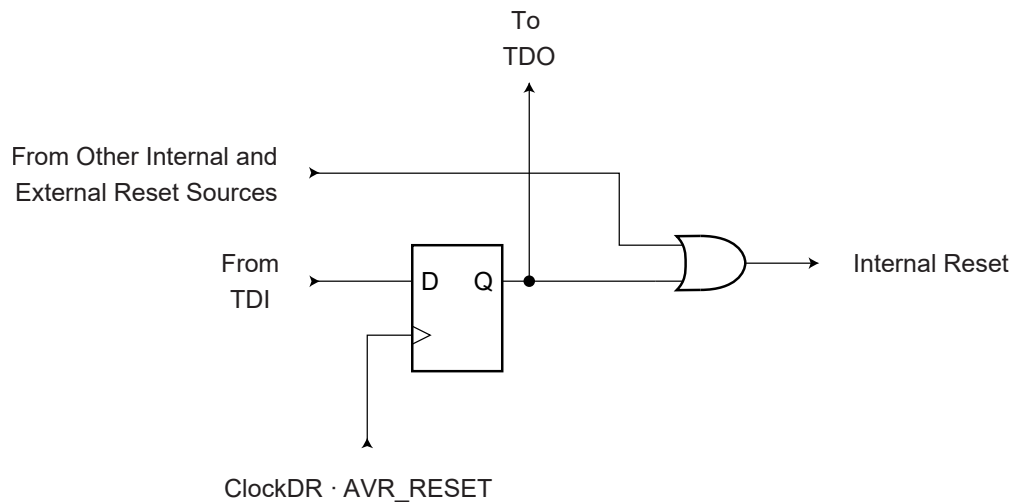 To
TDO
From Other Internal and
External Reset Sources
From
TDI
D Q
Internal Reset
ClockDR · AVR_RESET